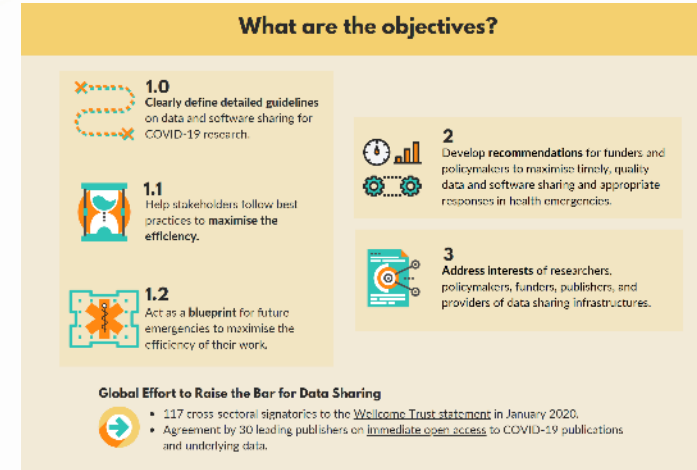 What are the objectives?
1.0
Clearly define detailed guidelines
on data and software sharing for
COVID-19 research.
1.1
Help stakeholders follow best
practices to maximise the
efficiency.
1.2
Act as a blueprint for future
emergencies to maximise the
efficiency of their work.
2
Develop recommendations for funders and
policymakers to maximise timely, quality
data and software sharing and appropriate
responses in health emergencies.
3
Address interests of researchers,
policymakers, funders, publishers, and
providers of data sharing infrastructures.
Global Effort to Raise the Bar for Data Sharing
• 117 cross sectoral signatories to the Wellcome Trust statement in January 2020.
• Agreement by 30 leading publishers on immediate open access to COVID-19 publications
and underlying data.